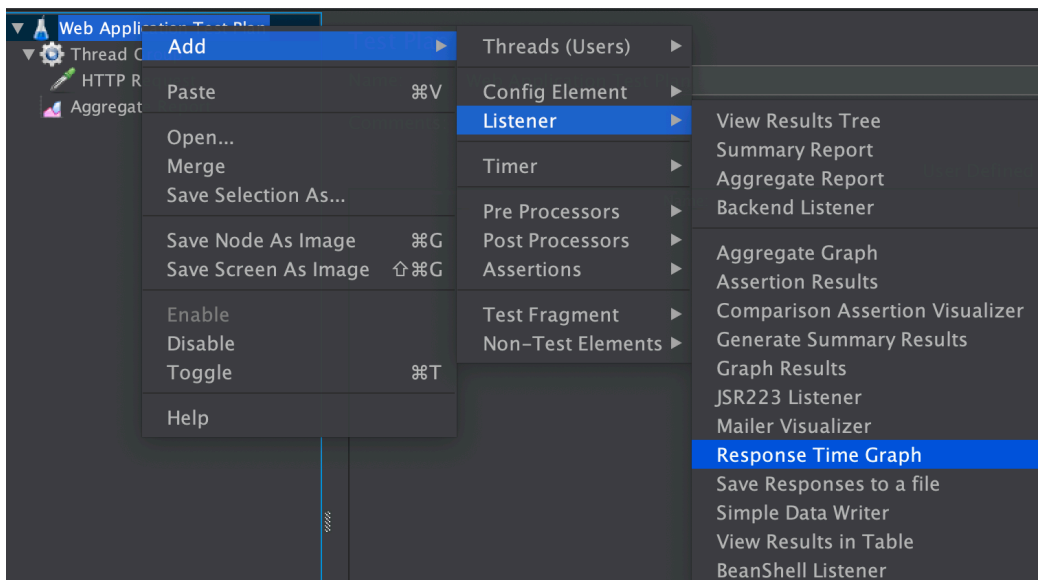 Web Application Test Plan
Thread G
HTTP R
Aggregat
Add
Paste ⌘V
Open...
Merge
Save Selection As...
Save Node As Image ⌘G
Save Screen As Image ⇧⌘G
Enable
Disable
Toggle ⌘T
Help
Threads (Users)
Config Element
Listener
Timer
Pre Processors
Post Processors
Assertions
Test Fragment
Non-Test Elements
View Results Tree
Summary Report
Aggregate Report
Backend Listener
Aggregate Graph
Assertion Results
Comparison Assertion Visualizer
Generate Summary Results
Graph Results
JSR223 Listener
Mailer Visualizer
Response Time Graph
Save Responses to a file
Simple Data Writer
View Results in Table
BeanShell Listener